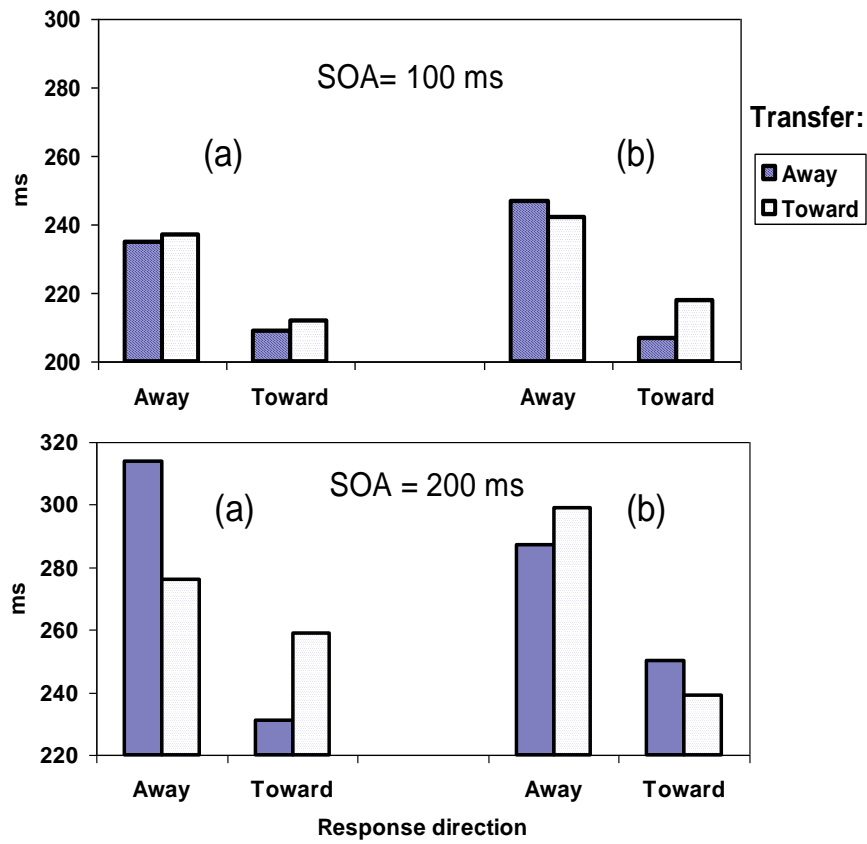 300
280
260
240
220
200
ms
SOA= 100 ms
(a)
(b)
Away
Toward
Away
Toward
Transfer:
Away
Toward
320
300
280
260
240
220
ms
SOA = 200 ms
(a)
(b)
Away
Toward
Away
Toward
Response direction